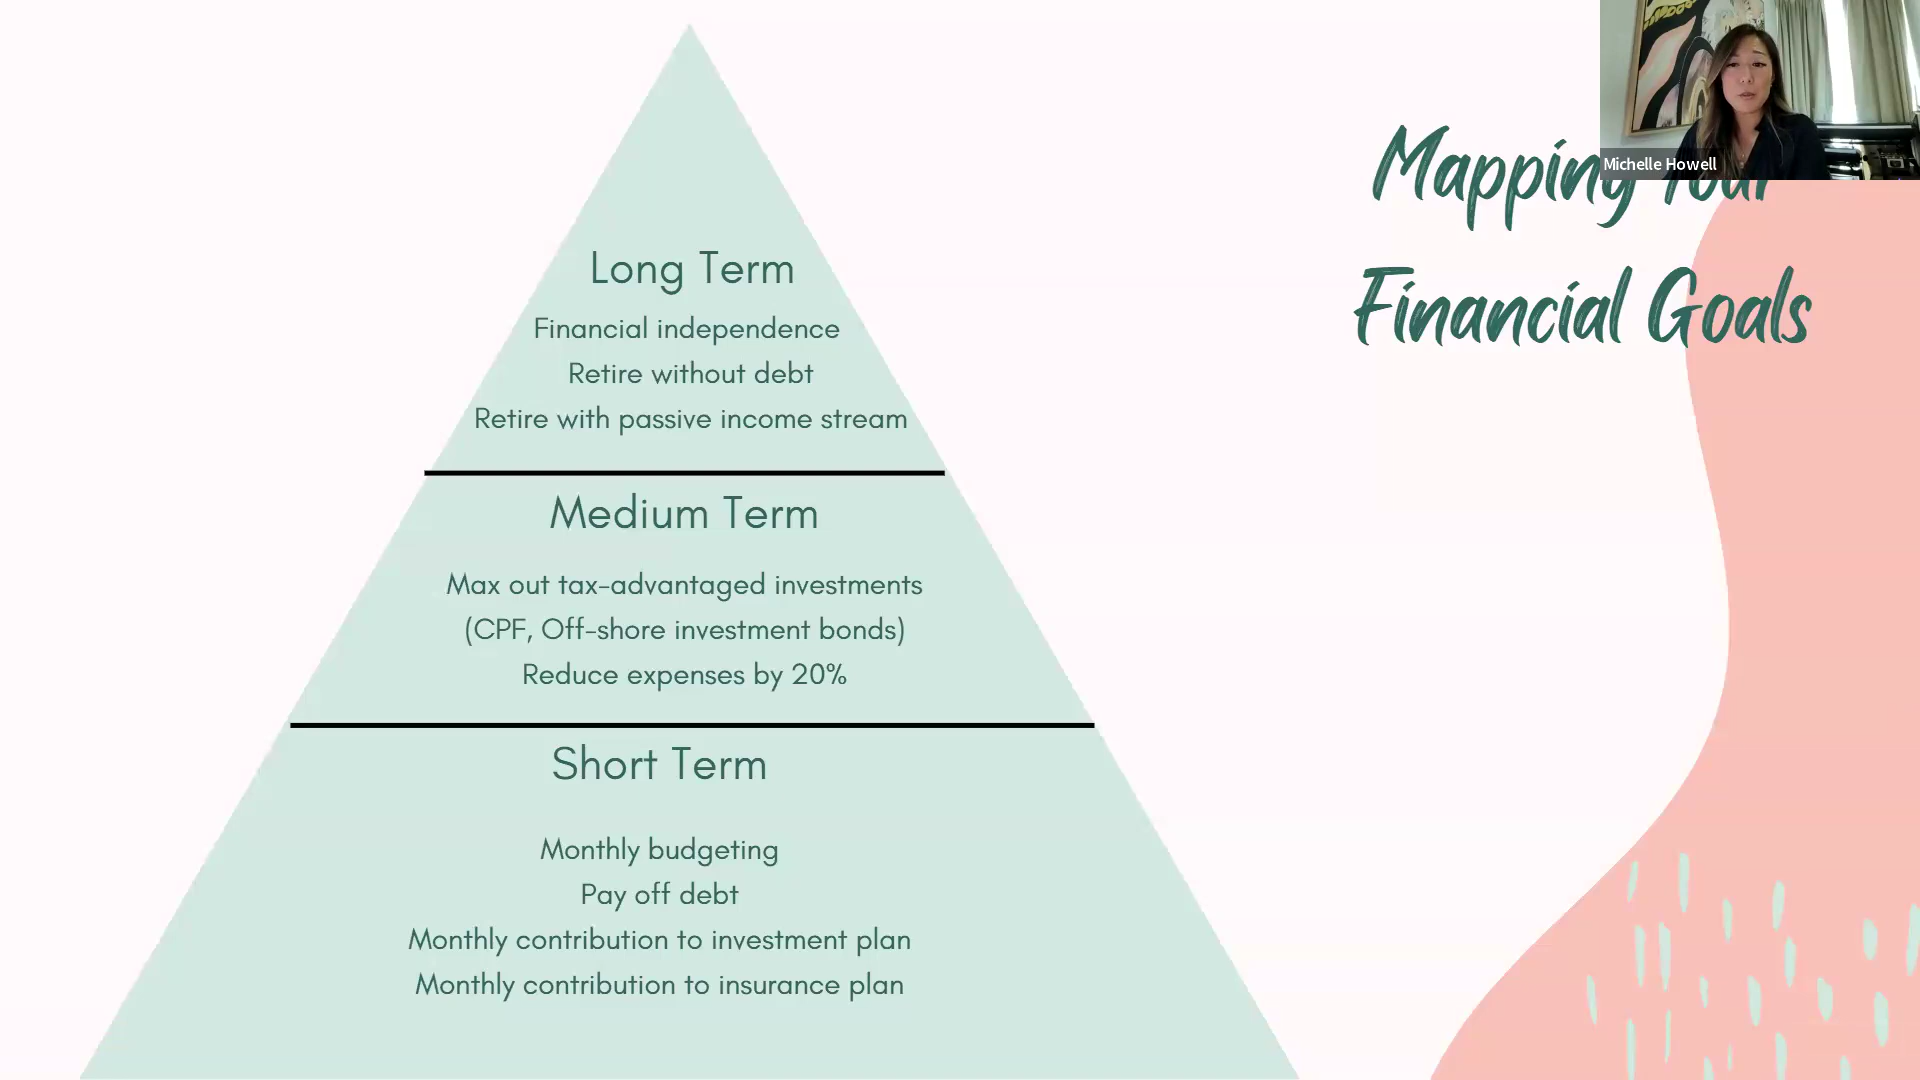 Mapping Your
Financial Goals
Michelle Howell
Long Term
Financial independence
Retire without debt
Retire with passive income stream
Medium Term
Max out tax-advantaged investments
(CPF, Off-shore investment bonds)
Reduce expenses by 20%
Short Term
Monthly budgeting
Pay off debt
Monthly contribution to investment plan
Monthly contribution to insurance plan